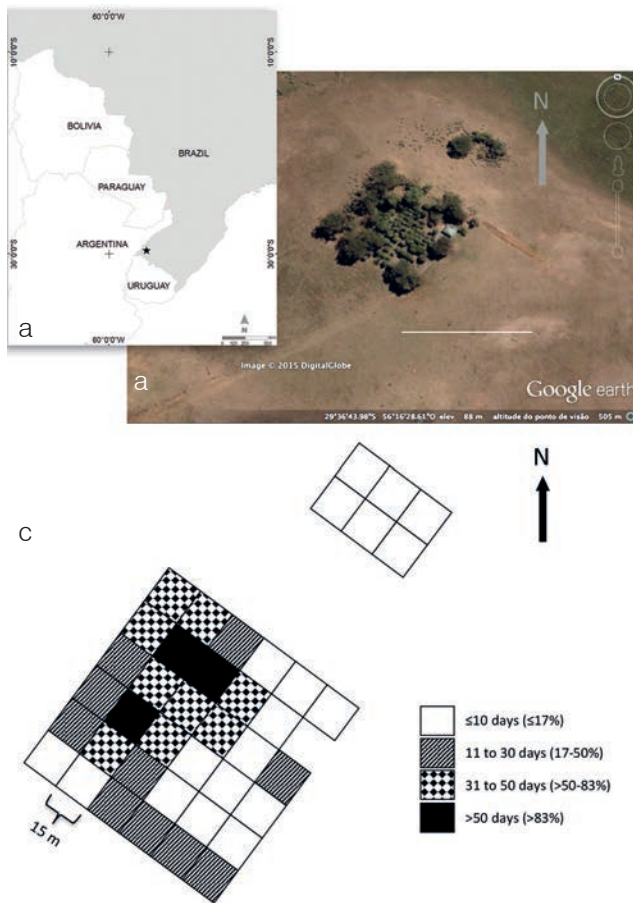 60°0'0"W
10°0'0"S
10°0'0"S
BOLIVIA
BRAZIL
PARAGUAY
ARGENTINA
30°0'0"S
30°0'0"S
URUGUAY
N
60°0'0"W
a
N
N
a
Image © 2015 DigitalGlobe
Google earth
29°36'43.98"S 56°16'28.61"O elev 88 m altitude do ponto de visão 505 m
N
c
≤10 days (≤17%)
11 to 30 days (17-50%)
31 to 50 days (>50-83%)
>50 days (>83%)
15 m